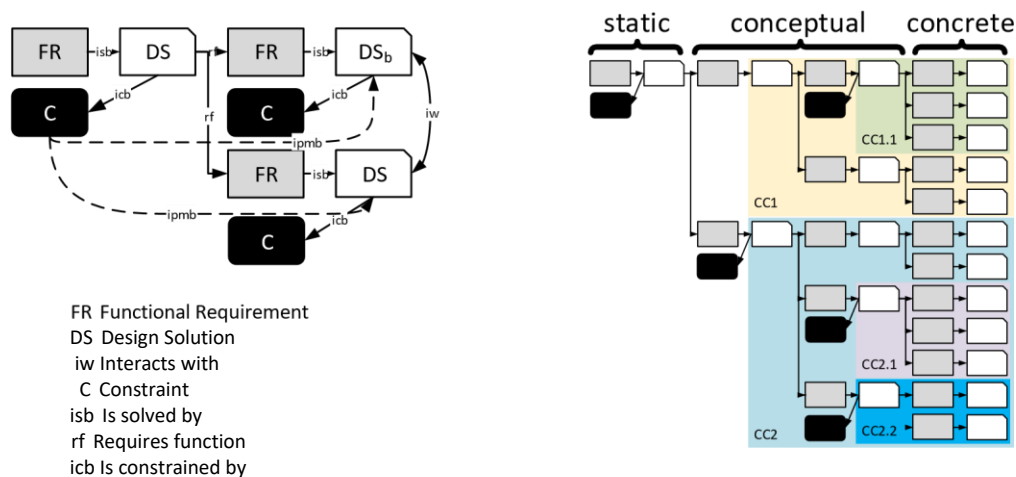 static conceptual concrete
FR isb DS rf FR isb DSb
icb icb
C C
rf iw
ipmb
FR isb DS
ipmb icb
C
CC1.1
CC1
CC2.1
CC2 CC2.2
FR Functional Requirement
DS Design Solution
iw Interacts with
C Constraint
isb Is solved by
rf Requires function
icb Is constrained by